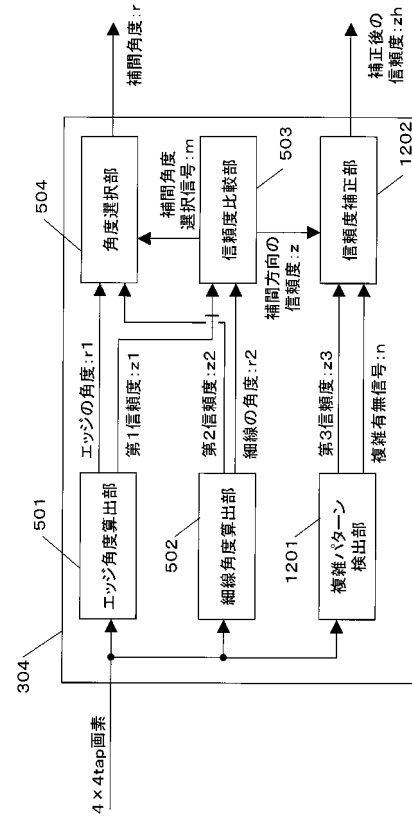 304
4×4tap画素
501
エッジ角度算出部
エッジの角度:r1
第1信頼度:z1
504
角度選択部
補間角度:r
補間角度
選択信号:m
502
細線角度算出部
第2信頼度:z2
細線の角度:r2
信頼度比較部
503
補間方向の
信頼度:z
1201
複雑パターン
検出部
第3信頼度:z3
複雑有無信号:n
信頼度補正部
1202
補正後の
信頼度:zh